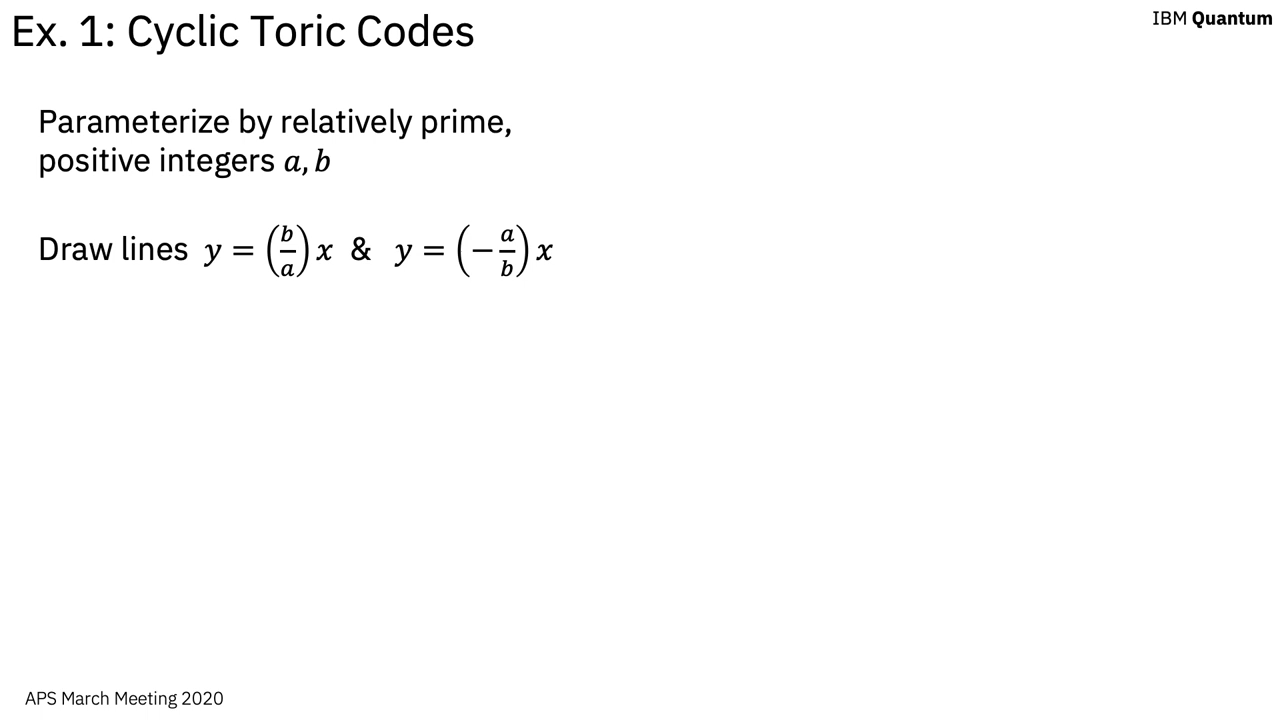 Ex. 1: Cyclic Toric Codes
IBM Quantum
Parameterize by relatively prime,
positive integers a, b
Draw lines y = (b/a) x & y = (−a/b) x
APS March Meeting 2020